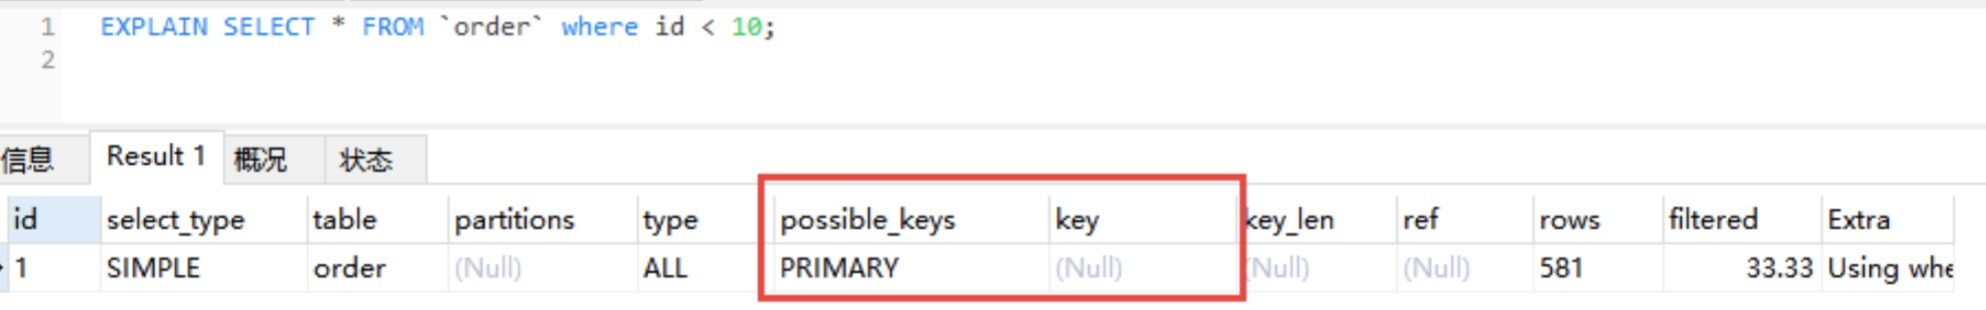 1 EXPLAIN SELECT * FROM `order` where id < 10;
2
信息 Result 1 概况 状态
id select_type table partitions type possible_keys key key_len ref rows filtered Extra
1 SIMPLE order (Null) ALL PRIMARY (Null) (Null) (Null) 581 33.33 Using whe